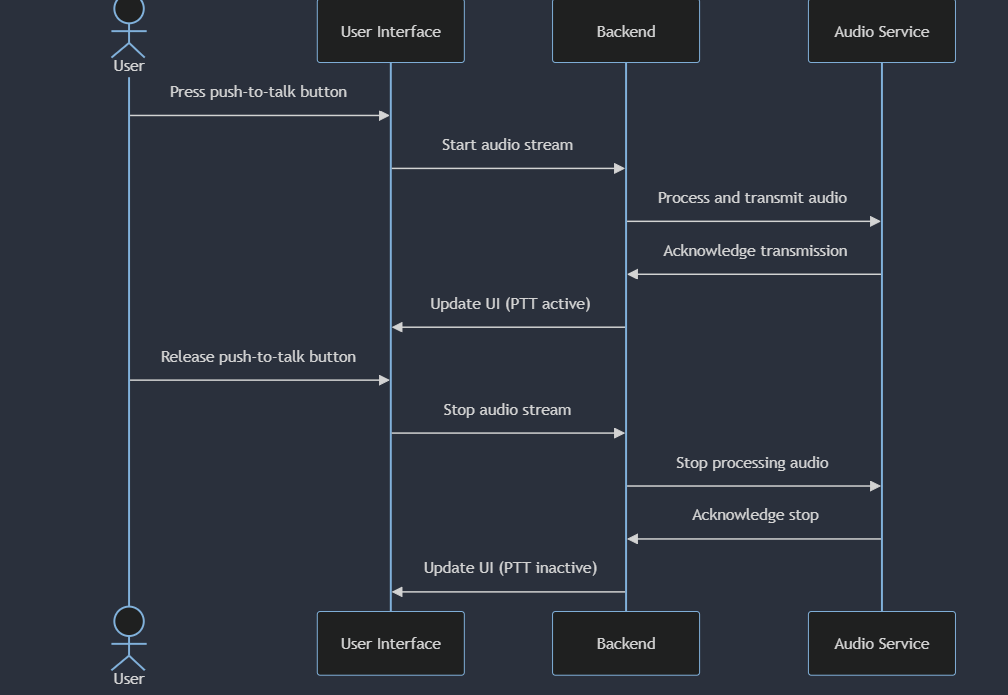 User Interface
Backend
Audio Service
User
Press push-to-talk button
Start audio stream
Process and transmit audio
Acknowledge transmission
Update UI (PTT active)
Release push-to-talk button
Stop audio stream
Stop processing audio
Acknowledge stop
Update UI (PTT inactive)
User Interface
Backend
Audio Service
User